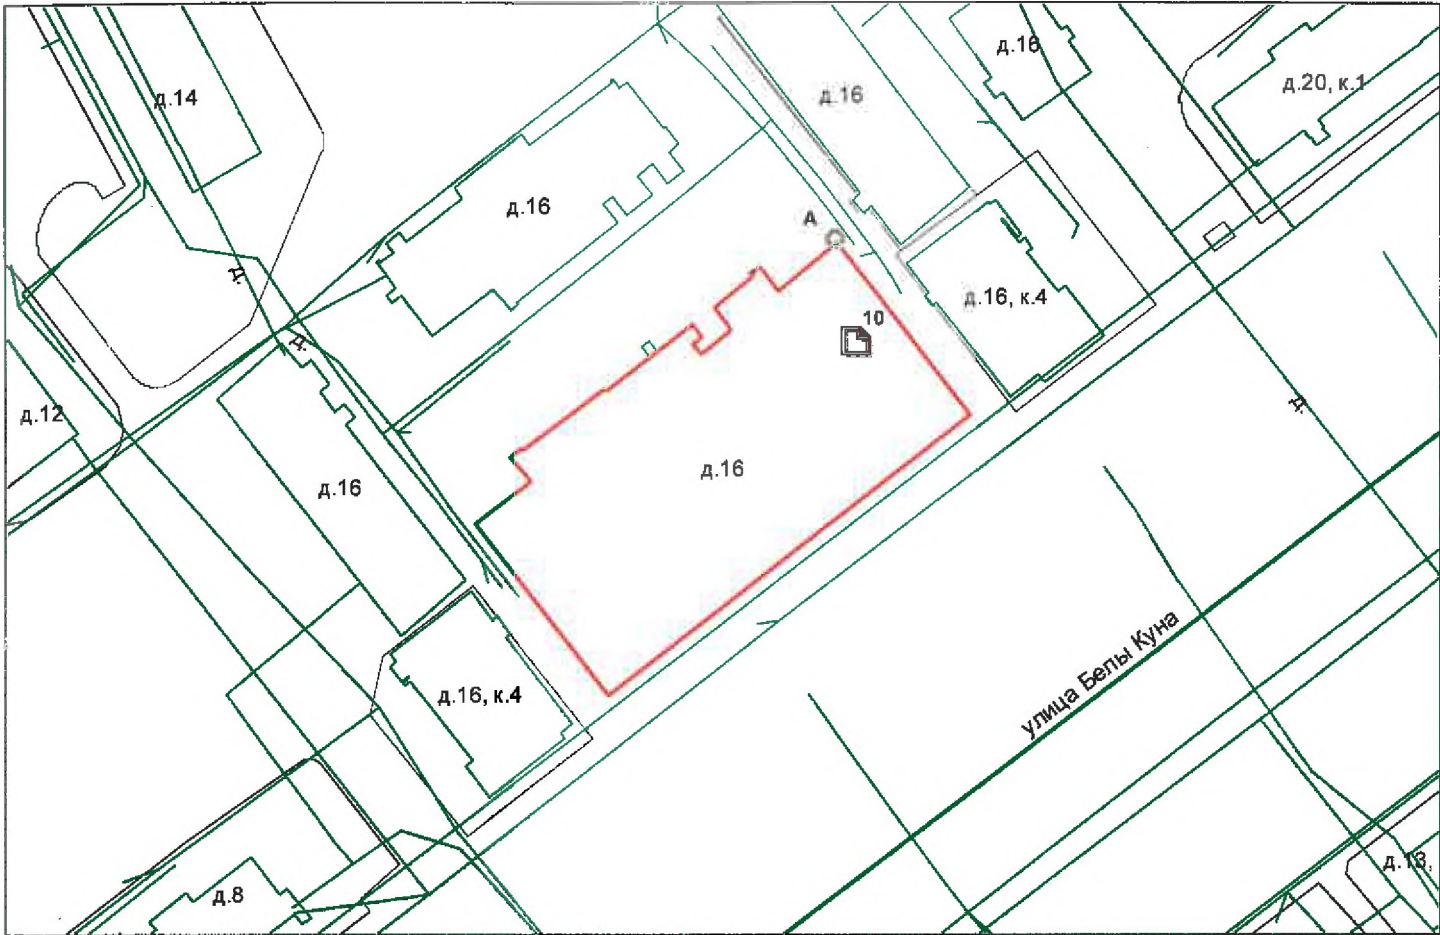 д.16
д.20, к.1
д.14
д.16
д.16
А
д.
д.16, к.4
10
д.
д.12
д.
д.16
д.16
улица Белы Куна
д.16, к.4
д.13,
д.8